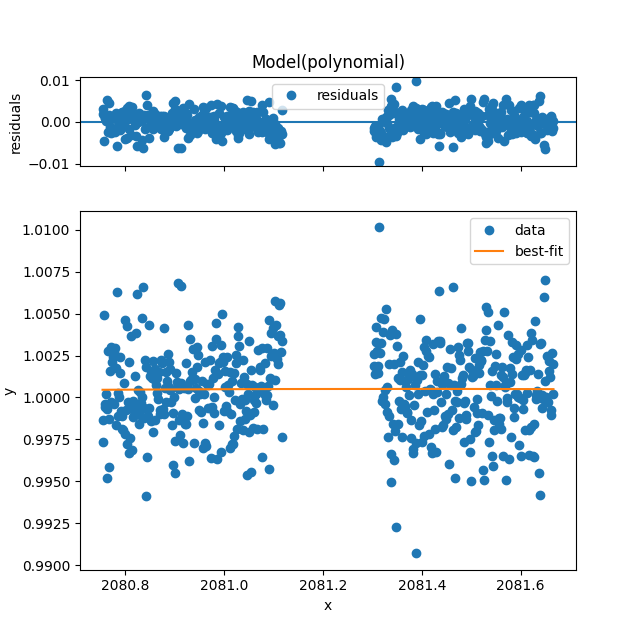 Model(polynomial)
0.01
0.00
−0.01
residuals
residuals
1.0100
1.0075
1.0050
1.0025
1.0000
0.9975
0.9950
0.9925
0.9900
y
data
best-fit
2080.8 2081.0 2081.2 2081.4 2081.6
x